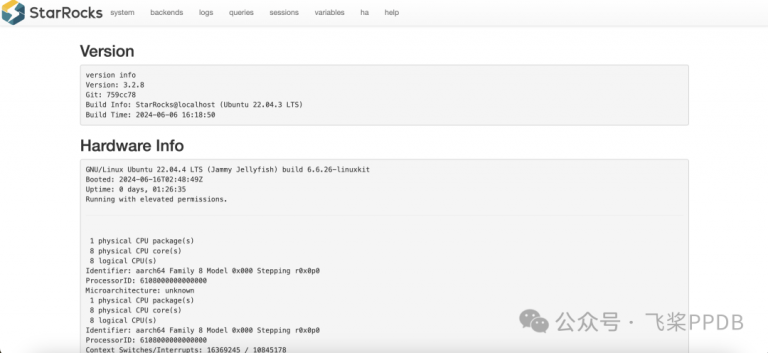 StarRocks system backends logs queries sessions variables ha help
Version
version info
Version: 3.2.8
Git: 759cc78
Build Info: StarRocks@localhost (Ubuntu 22.04.3 LTS)
Build Time: 2024-06-06 16:18:50
Hardware Info
GNU/Linux Ubuntu 22.04.4 LTS (Jammy Jellyfish) build 6.6.26-linuxkit
Booted: 2024-06-16T02:48:49Z
Uptime: 0 days, 01:26:35
Running with elevated permissions.
1 physical CPU package(s)
8 physical CPU core(s)
8 logical CPU(s)
Identifier: aarch64 Family 8 Model 0x000 Stepping r0x0p0
ProcessorID: 6108000000000000
Microarchitecture: unknown
1 physical CPU package(s)
8 physical CPU core(s)
8 logical CPU(s)
Identifier: aarch64 Family 8 Model 0x000 Stepping r0x0p0
ProcessorID: 6108000000000000
Context Switches/Interrupts: 16369245 / 10845178
公众号 · 飞桨PPDB